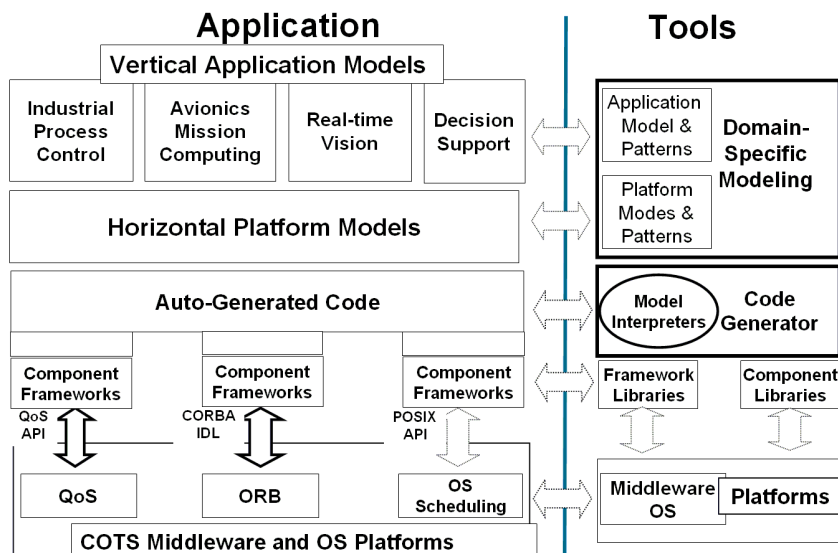 Application
Tools
Vertical Application Models
Industrial
Process
Control
Avionics
Mission
Computing
Real-time
Vision
Decision
Support
Application
Model &
Patterns
Domain-
Specific
Modeling
Platform
Modes &
Patterns
Horizontal Platform Models
Auto-Generated Code
Model
Interpreters
Code
Generator
Component
Frameworks
Component
Frameworks
Component
Frameworks
Framework
Libraries
Component
Libraries
QoS
API
CORBA
IDL
POSIX
API
QoS
ORB
OS
Scheduling
Middleware
OS
Platforms
COTS Middleware and OS Platforms